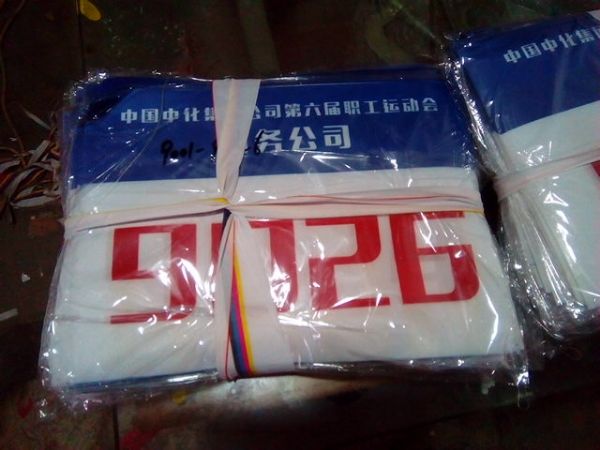 中国中化集 公司第六届职工运动会
务公司
9001-
9026
中国中化集团